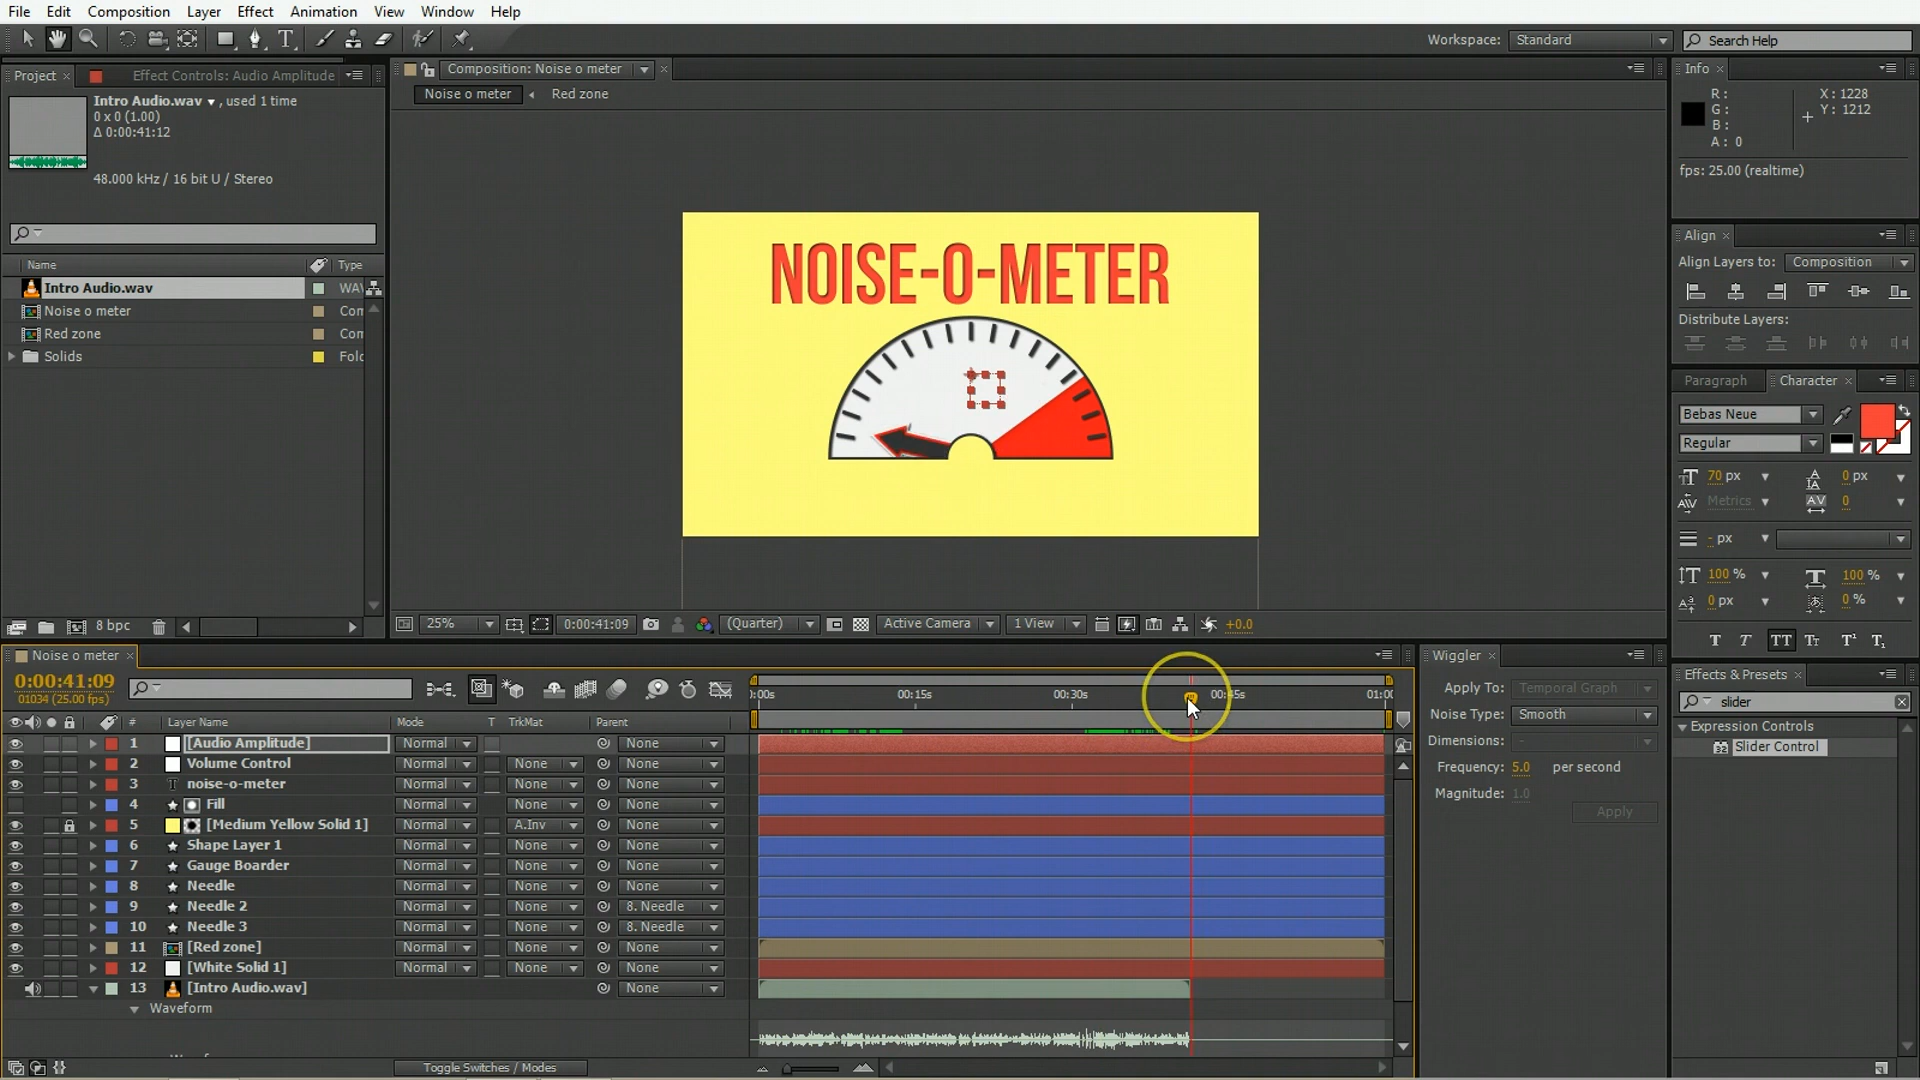 File Edit Composition Layer Effect Animation View Window Help
Workspace: Standard Search Help
Project Effect Controls: Audio Amplitude
Intro Audio.wav , used 1 time
0 x 0 (1.00)
Δ 0:00:41:12
48.000 kHz / 16 bit U / Stereo
Name Type
Intro Audio.wav WAV
Noise o meter Com
Red zone Com
Solids Fold
8 bpc
Composition: Noise o meter
Noise o meter Red zone
NOISE-O-METER
25% 0:00:41:09 (Quarter) Active Camera 1 View +0.0
Info
R: X: 1228
G: Y: 1212
B:
A: 0
fps: 25.00 (realtime)
Align
Align Layers to: Composition
Distribute Layers:
Paragraph Character
Bebas Neue
Regular
70 px 0 px
Metrics 0
- px
100 % 100 %
0 px 0 %
Noise o meter
0:00:41:09
01034 (25.00 fps)
):00s 00:15s 00:30s 00:45s 01:00
# Layer Name Mode T TrkMat Parent
1 [Audio Amplitude] Normal None
2 Volume Control Normal None None
3 noise-o-meter Normal None None
4 Fill Normal None None
5 [Medium Yellow Solid 1] Normal A.Inv None
6 Shape Layer 1 Normal None None
7 Gauge Boarder Normal None None
8 Needle Normal None None
9 Needle 2 Normal None 8. Needle
10 Needle 3 Normal None 8. Needle
11 [Red zone] Normal None None
12 [White Solid 1] Normal None None
13 [Intro Audio.wav] None
Waveform
Toggle Switches / Modes
Wiggler
Apply To: Temporal Graph
Noise Type: Smooth
Dimensions: -
Frequency: 5.0 per second
Magnitude: 1.0
Apply
Effects & Presets
slider
Expression Controls
Slider Control